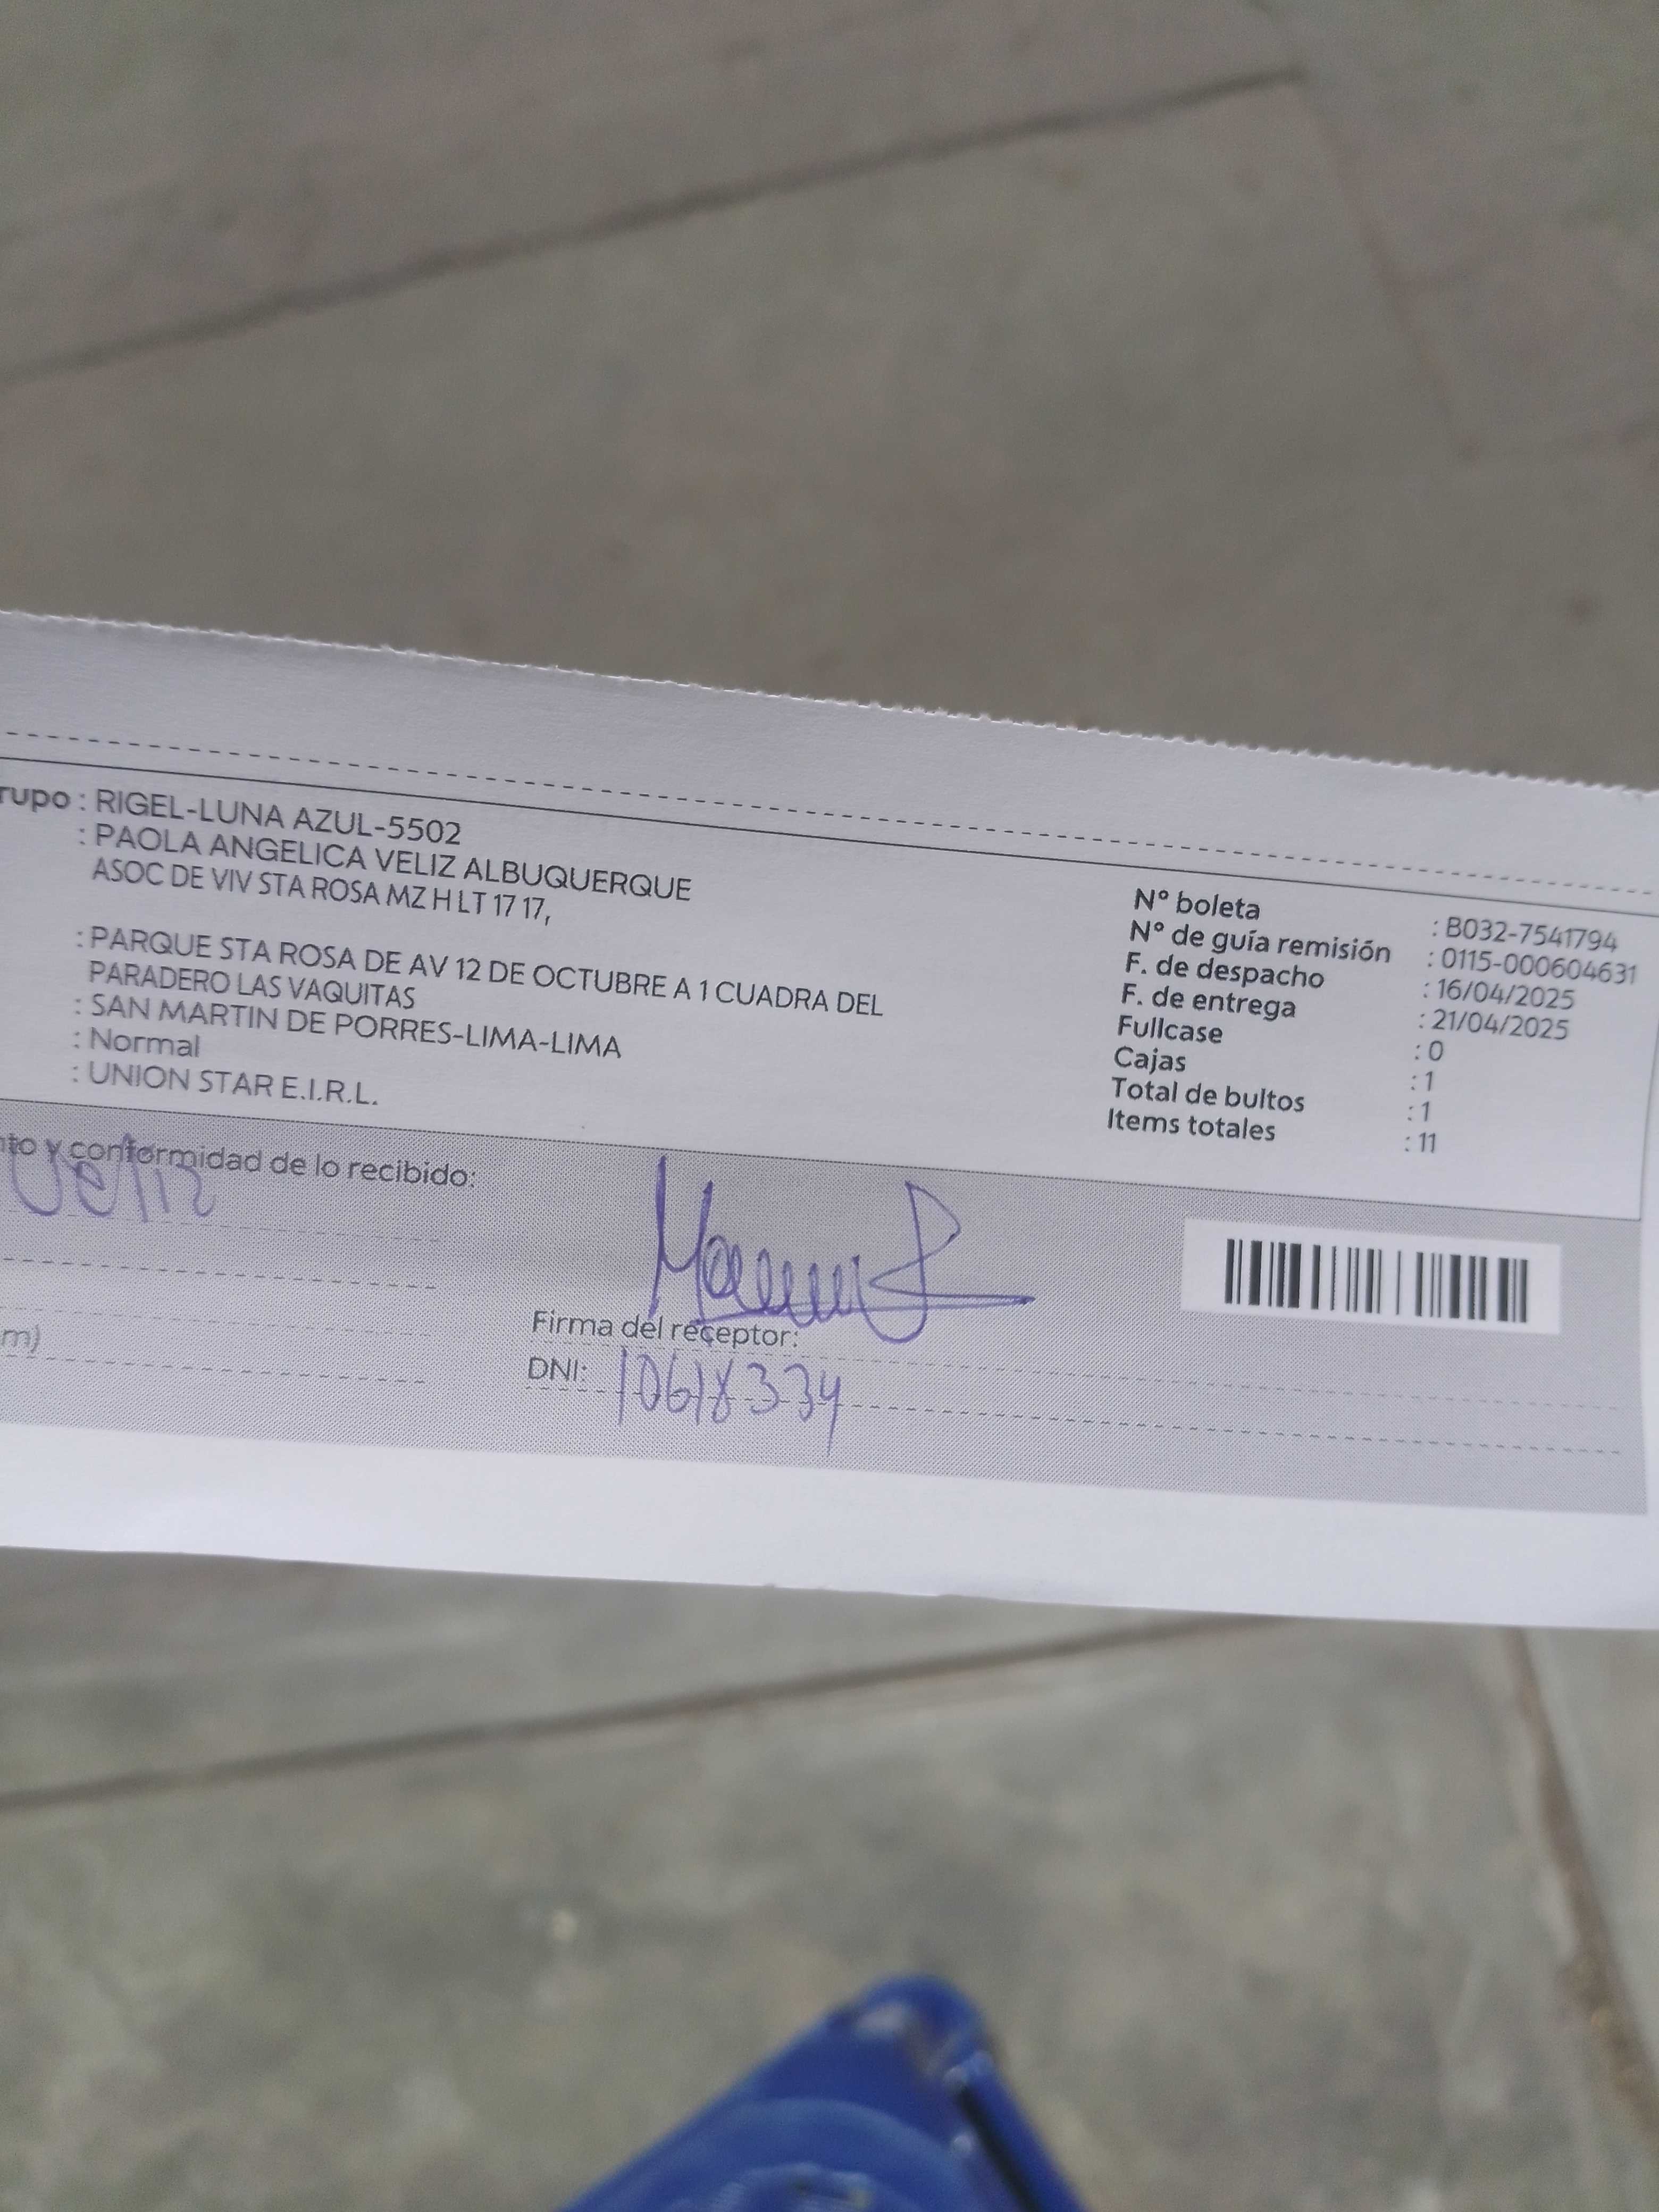 rupo : RIGEL-LUNA AZUL-5502
: PAOLA ANGELICA VELIZ ALBUQUERQUE
ASOC DE VIV STA ROSA MZ H LT 17 17,
: PARQUE STA ROSA DE AV 12 DE OCTUBRE A 1 CUADRA DEL
PARADERO LAS VAQUITAS
: SAN MARTIN DE PORRES-LIMA-LIMA
: Normal
: UNION STAR E.I.R.L.
N° boleta : B032-7541794
N° de guía remisión : 0115-000604631
F. de despacho : 16/04/2025
F. de entrega : 21/04/2025
Fullcase : 0
Cajas : 1
Total de bultos : 1
Items totales : 11
nto y conformidad de lo recibido:
Veliz
Firma del receptor:
m)
DNI: 10618334